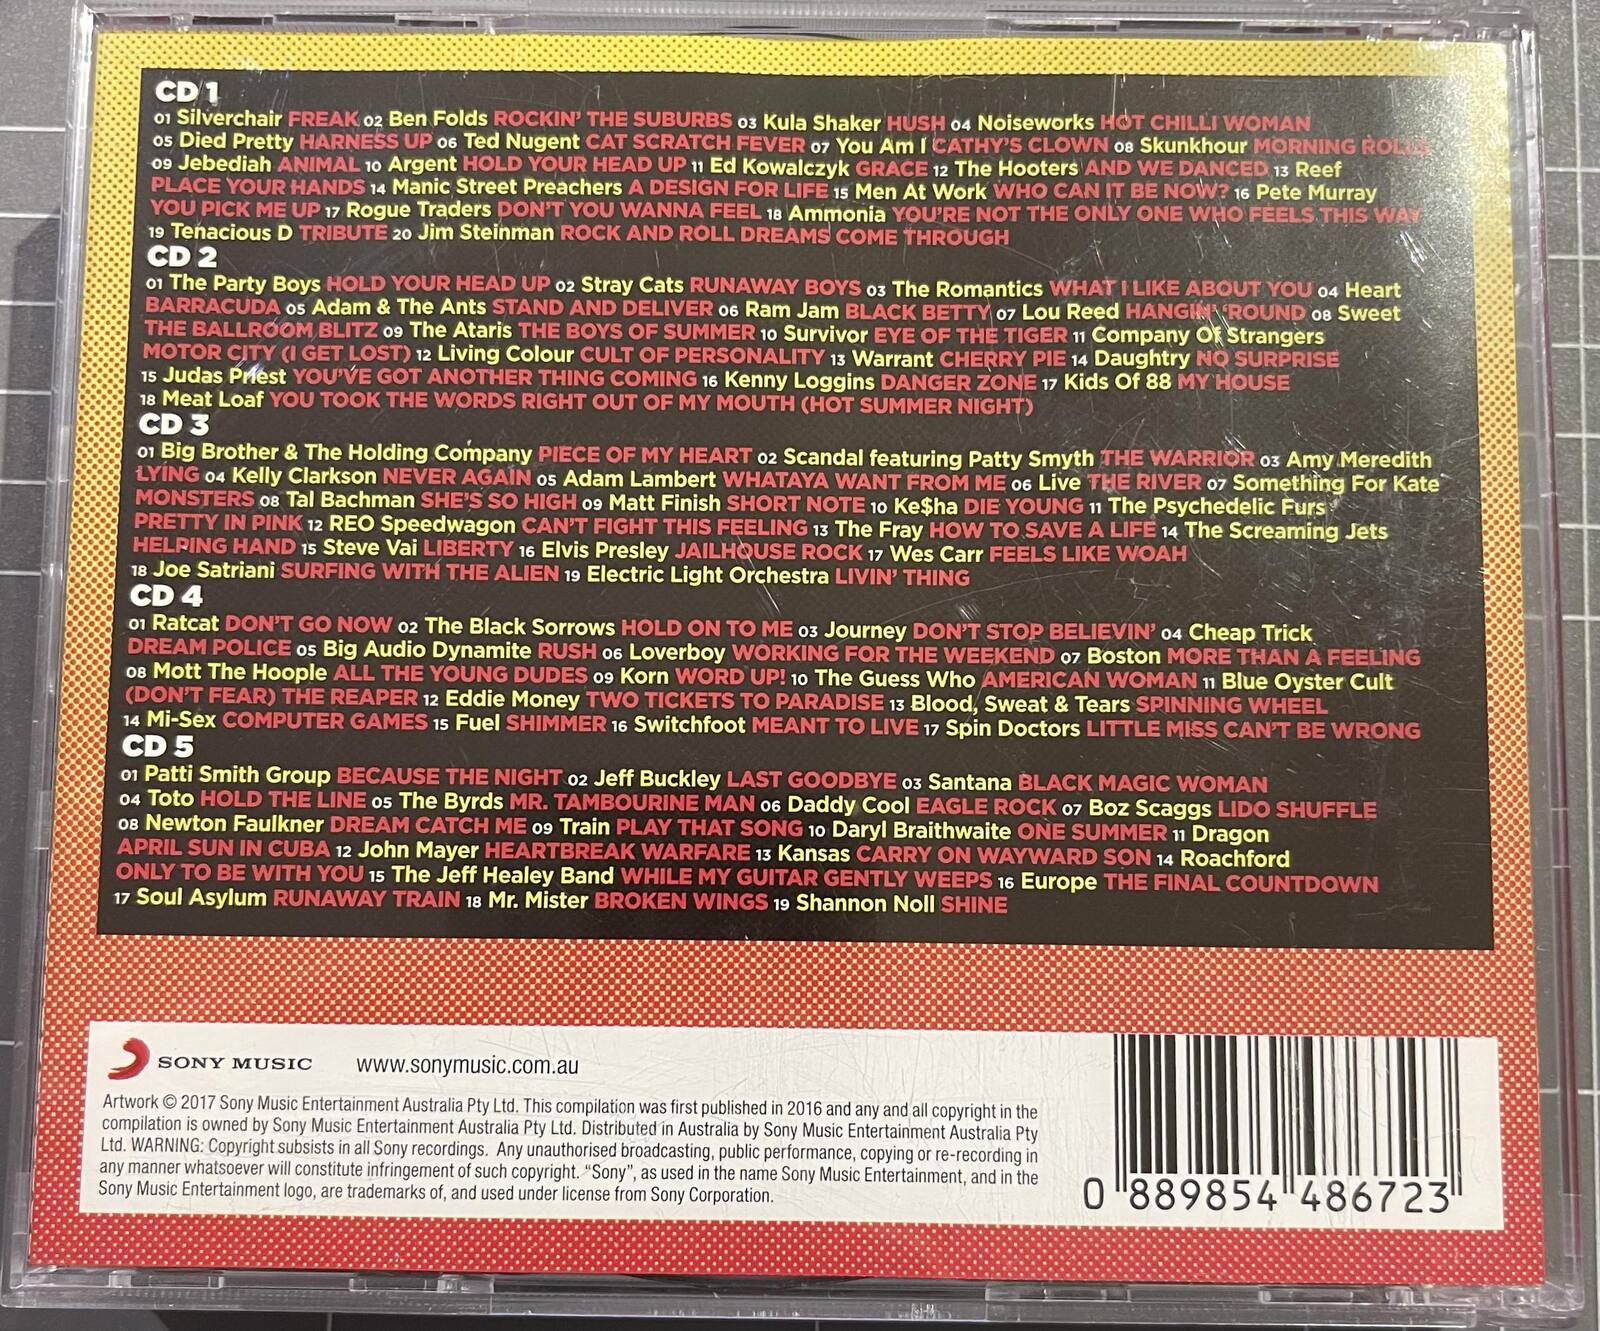 CD 1
01 Silverchair FREAK 02 Ben Folds ROCKIN' THE SUBURBS 03 Kula Shaker HUSH 04 Noiseworks HOT CHILLI WOMAN
05 Died Pretty HARNESS UP 06 Ted Nugent CAT SCRATCH FEVER 07 You Am I CATHY'S CLOWN 08 Skunkhour MORNING ROLLS
09 Jebediah ANIMAL 10 Argent HOLD YOUR HEAD UP 11 Ed Kowalczyk GRACE 12 The Hooters AND WE DANCED 13 Reef
PLACE YOUR HANDS 14 Manic Street Preachers A DESIGN FOR LIFE 15 Men At Work WHO CAN IT BE NOW? 16 Pete Murray
YOU PICK ME UP 17 Rogue Traders DON'T YOU WANNA FEEL 18 Ammonia YOU'RE NOT THE ONLY ONE WHO FEELS THIS WAY
19 Tenacious D TRIBUTE 20 Jim Steinman ROCK AND ROLL DREAMS COME THROUGH
CD 2
01 The Party Boys HOLD YOUR HEAD UP 02 Stray Cats RUNAWAY BOYS 03 The Romantics WHAT I LIKE ABOUT YOU 04 Heart
BARRACUDA 05 Adam & The Ants STAND AND DELIVER 06 Ram Jam BLACK BETTY 07 Lou Reed HANGIN' 'ROUND 08 Sweet
THE BALLROOM BLITZ 09 The Ataris THE BOYS OF SUMMER 10 Survivor EYE OF THE TIGER 11 Company Of Strangers
MOTOR CITY (I GET LOST) 12 Living Colour CULT OF PERSONALITY 13 Warrant CHERRY PIE 14 Daughtry NO SURPRISE
15 Judas Priest YOU'VE GOT ANOTHER THING COMING 16 Kenny Loggins DANGER ZONE 17 Kids Of 88 MY HOUSE
18 Meat Loaf YOU TOOK THE WORDS RIGHT OUT OF MY MOUTH (HOT SUMMER NIGHT)
CD 3
01 Big Brother & The Holding Company PIECE OF MY HEART 02 Scandal featuring Patty Smyth THE WARRIOR 03 Amy Meredith
LYING 04 Kelly Clarkson NEVER AGAIN 05 Adam Lambert WHATAYA WANT FROM ME 06 Live THE RIVER 07 Something For Kate
MONSTERS 08 Tal Bachman SHE'S SO HIGH 09 Matt Finish SHORT NOTE 10 Ke$ha DIE YOUNG 11 The Psychedelic Furs
PRETTY IN PINK 12 REO Speedwagon CAN'T FIGHT THIS FEELING 13 The Fray HOW TO SAVE A LIFE 14 The Screaming Jets
HELPING HAND 15 Steve Vai LIBERTY 16 Elvis Presley JAILHOUSE ROCK 17 Wes Carr FEELS LIKE WOAH
18 Joe Satriani SURFING WITH THE ALIEN 19 Electric Light Orchestra LIVIN' THING
CD 4
01 Ratcat DON'T GO NOW 02 The Black Sorrows HOLD ON TO ME 03 Journey DON'T STOP BELIEVIN' 04 Cheap Trick
DREAM POLICE 05 Big Audio Dynamite RUSH 06 Loverboy WORKING FOR THE WEEKEND 07 Boston MORE THAN A FEELING
08 Mott The Hoople ALL THE YOUNG DUDES 09 Korn WORD UP! 10 The Guess Who AMERICAN WOMAN 11 Blue Oyster Cult
(DON'T FEAR) THE REAPER 12 Eddie Money TWO TICKETS TO PARADISE 13 Blood, Sweat & Tears SPINNING WHEEL
14 Mi-Sex COMPUTER GAMES 15 Fuel SHIMMER 16 Switchfoot MEANT TO LIVE 17 Spin Doctors LITTLE MISS CAN'T BE WRONG
CD 5
01 Patti Smith Group BECAUSE THE NIGHT 02 Jeff Buckley LAST GOODBYE 03 Santana BLACK MAGIC WOMAN
04 Toto HOLD THE LINE 05 The Byrds MR. TAMBOURINE MAN 06 Daddy Cool EAGLE ROCK 07 Boz Scaggs LIDO SHUFFLE
08 Newton Faulkner DREAM CATCH ME 09 Train PLAY THAT SONG 10 Daryl Braithwaite ONE SUMMER 11 Dragon
APRIL SUN IN CUBA 12 John Mayer HEARTBREAK WARFARE 13 Kansas CARRY ON WAYWARD SON 14 Roachford
ONLY TO BE WITH YOU 15 The Jeff Healey Band WHILE MY GUITAR GENTLY WEEPS 16 Europe THE FINAL COUNTDOWN
17 Soul Asylum RUNAWAY TRAIN 18 Mr. Mister BROKEN WINGS 19 Shannon Noll SHINE
SONY MUSIC www.sonymusic.com.au
Artwork © 2017 Sony Music Entertainment Australia Pty Ltd. This compilation was first published in 2016 and any and all copyright in the
compilation is owned by Sony Music Entertainment Australia Pty Ltd. Distributed in Australia by Sony Music Entertainment Australia Pty
Ltd. WARNING: Copyright subsists in all Sony recordings. Any unauthorised broadcasting, public performance, copying or re-recording in
any manner whatsoever will constitute infringement of such copyright. "Sony", as used in the name Sony Music Entertainment, and in the
Sony Music Entertainment logo, are trademarks of, and used under license from Sony Corporation.
0 889854 486723